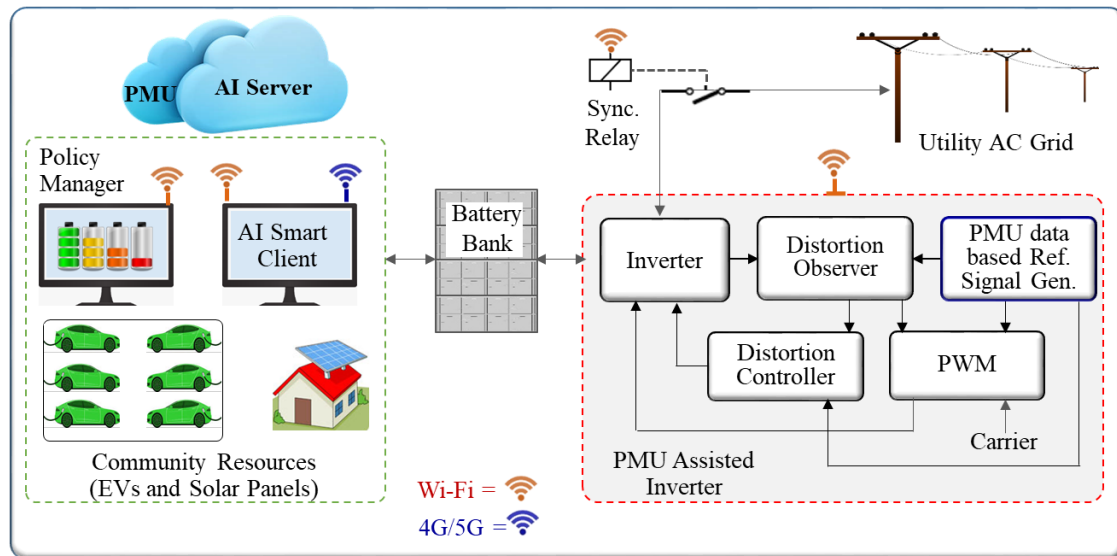 PMU
AI Server
Policy
Manager
AI Smart
Client
Community Resources
(EVs and Solar Panels)
Battery
Bank
Wi-Fi =
4G/5G =
Sync.
Relay
Utility AC Grid
Inverter
Distortion
Observer
PMU data
based Ref.
Signal Gen.
Distortion
Controller
PWM
Carrier
PMU Assisted
Inverter